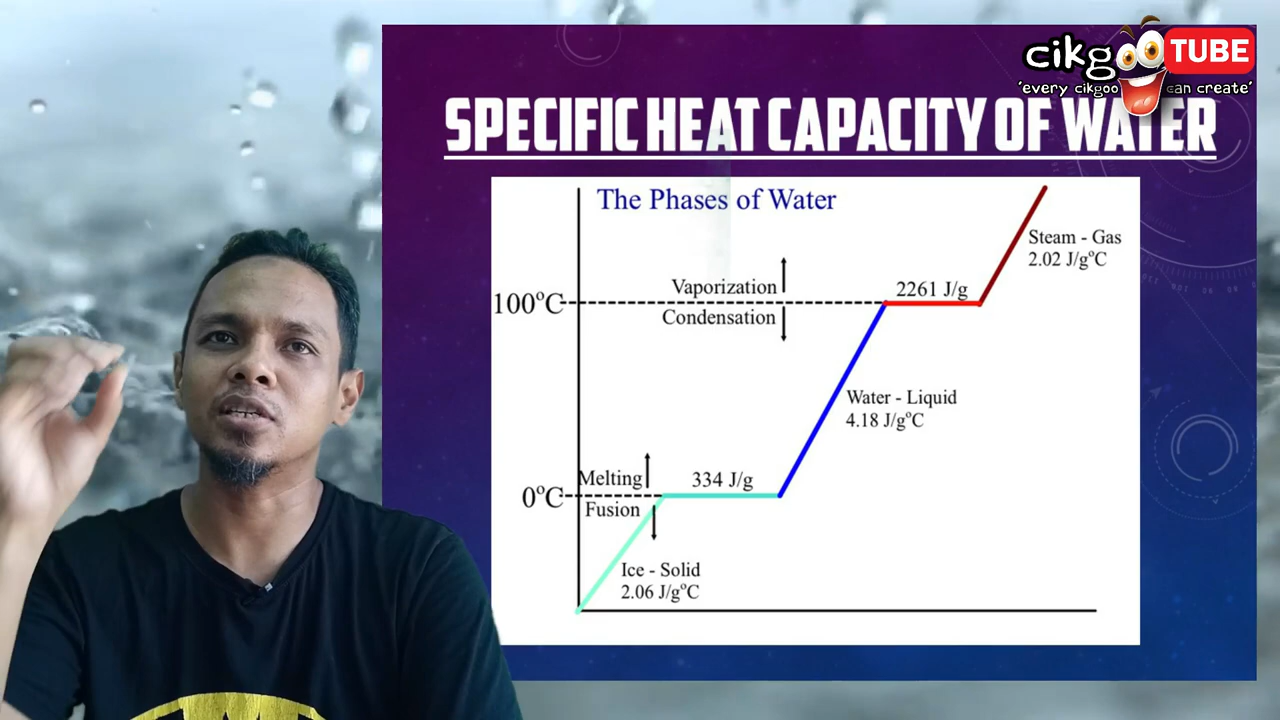 cikgoo TUBE
'every cikgoo can create'
SPECIFIC HEAT CAPACITY OF WATER
The Phases of Water
Steam - Gas
2.02 J/g°C
Vaporization
2261 J/g
100°C
Condensation
Water - Liquid
4.18 J/g°C
Melting
334 J/g
0°C
Fusion
Ice - Solid
2.06 J/g°C